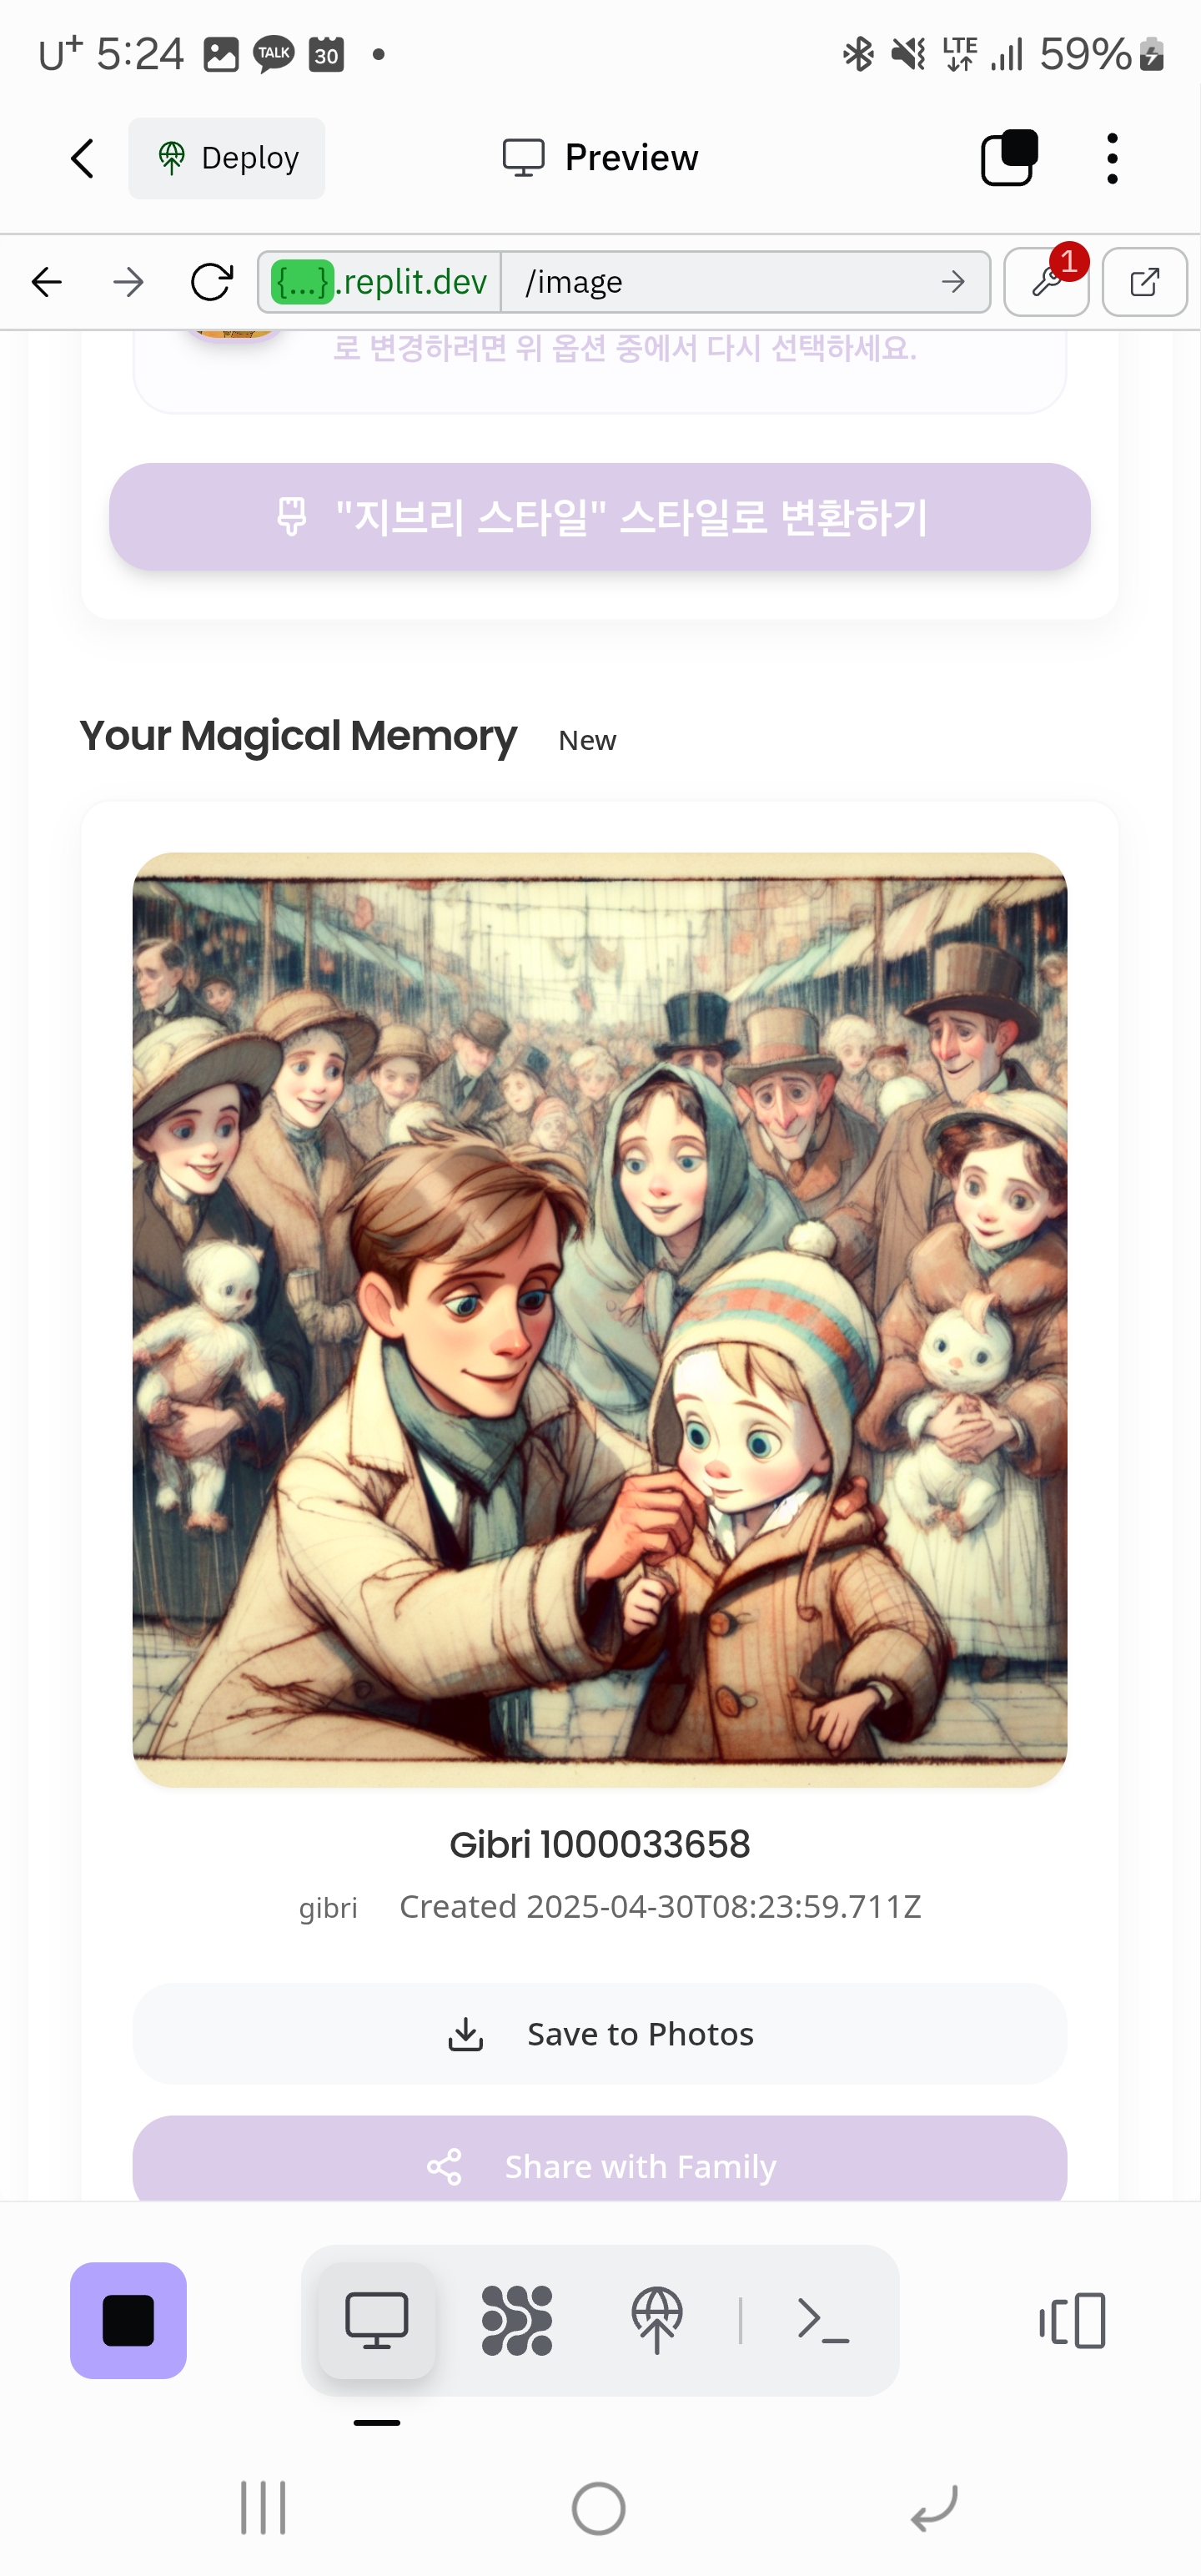 U+ 5:24 TALK 30 LTE 59%
Deploy Preview
{...}.replit.dev /image 1
로 변경하려면 위 옵션 중에서 다시 선택하세요.
"지브리 스타일" 스타일로 변환하기
Your Magical Memory New
Gibri 1000033658
gibri Created 2025-04-30T08:23:59.711Z
Save to Photos
Share with Family